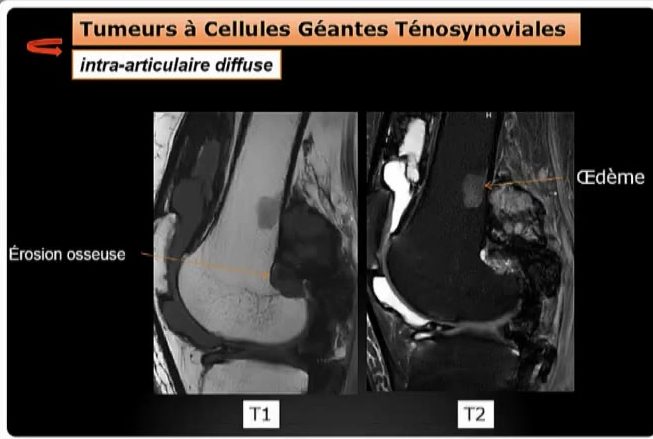 Tumeurs à Cellules Géantes Ténosynoviales
intra-articulaire diffuse
H
Œdème
Érosion osseuse
T1
T2